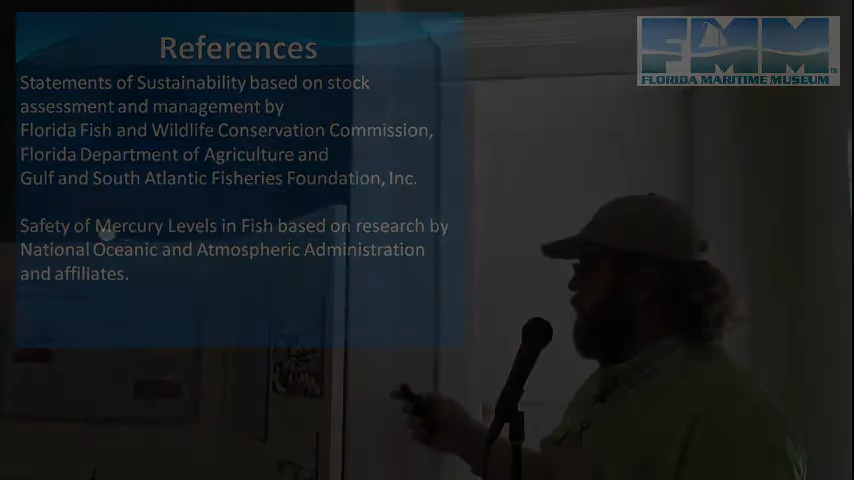 References
Statements of Sustainability based on stock
assessment and management by
Florida Fish and Wildlife Conservation Commission,
Florida Department of Agriculture and
Gulf and South Atlantic Fisheries Foundation, Inc.
Safety of Mercury Levels in Fish based on research by
National Oceanic and Atmospheric Administration
and affiliates.
FMM
FLORIDA MARITIME MUSEUM